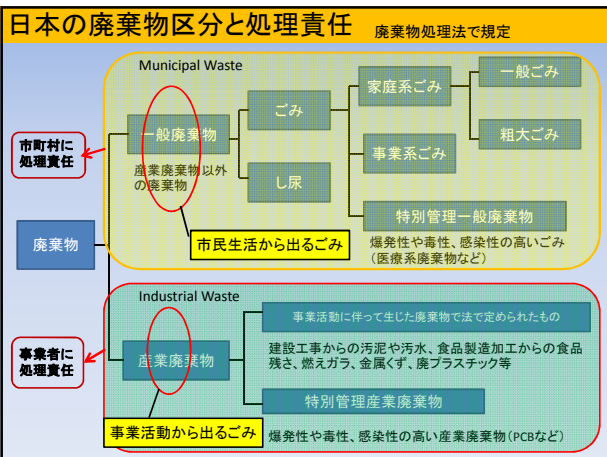 日本の廃棄物区分と処理責任 廃棄物処理法で規定
Municipal Waste
一般廃棄物
産業廃棄物以外
の廃棄物
ごみ
し尿
家庭系ごみ
事業系ごみ
特別管理一般廃棄物
爆発性や毒性、感染性の高いごみ
(医療系廃棄物など)
一般ごみ
粗大ごみ
市町村に
処理責任
市民生活から出るごみ
廃棄物
事業者に
処理責任
Industrial Waste
産業廃棄物
事業活動に伴って生じた廃棄物で法で定められたもの
建設工事からの汚泥や汚水、食品製造加工からの食品
残さ、燃えガラ、金属くず、廃プラスチック等
特別管理産業廃棄物
事業活動から出るごみ
爆発性や毒性、感染性の高い産業廃棄物(PCBなど)